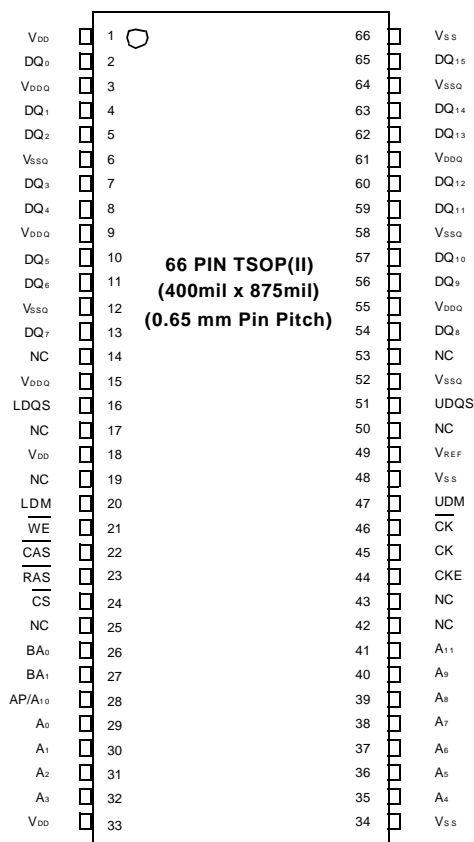 VDD 1 66 VSS
DQ0 2 65 DQ15
VDDQ 3 64 VSSQ
DQ1 4 63 DQ14
DQ2 5 62 DQ13
VSSQ 6 61 VDDQ
DQ3 7 60 DQ12
DQ4 8 59 DQ11
VDDQ 9 58 VSSQ
DQ5 10 57 DQ10
66 PIN TSOP(II)
DQ6 11 56 DQ9
(400mil x 875mil)
VSSQ 12 55 VDDQ
(0.65 mm Pin Pitch)
DQ7 13 54 DQ8
NC 14 53 NC
VDDQ 15 52 VSSQ
LDQS 16 51 UDQS
NC 17 50 NC
VDD 18 49 VREF
NC 19 48 VSS
LDM 20 47 UDM
W̅E̅ 21 46 C̅K̅
C̅A̅S̅ 22 45 CK
R̅A̅S̅ 23 44 CKE
C̅S̅ 24 43 NC
NC 25 42 NC
BA0 26 41 A11
BA1 27 40 A9
AP/A10 28 39 A8
A0 29 38 A7
A1 30 37 A6
A2 31 36 A5
A3 32 35 A4
VDD 33 34 VSS